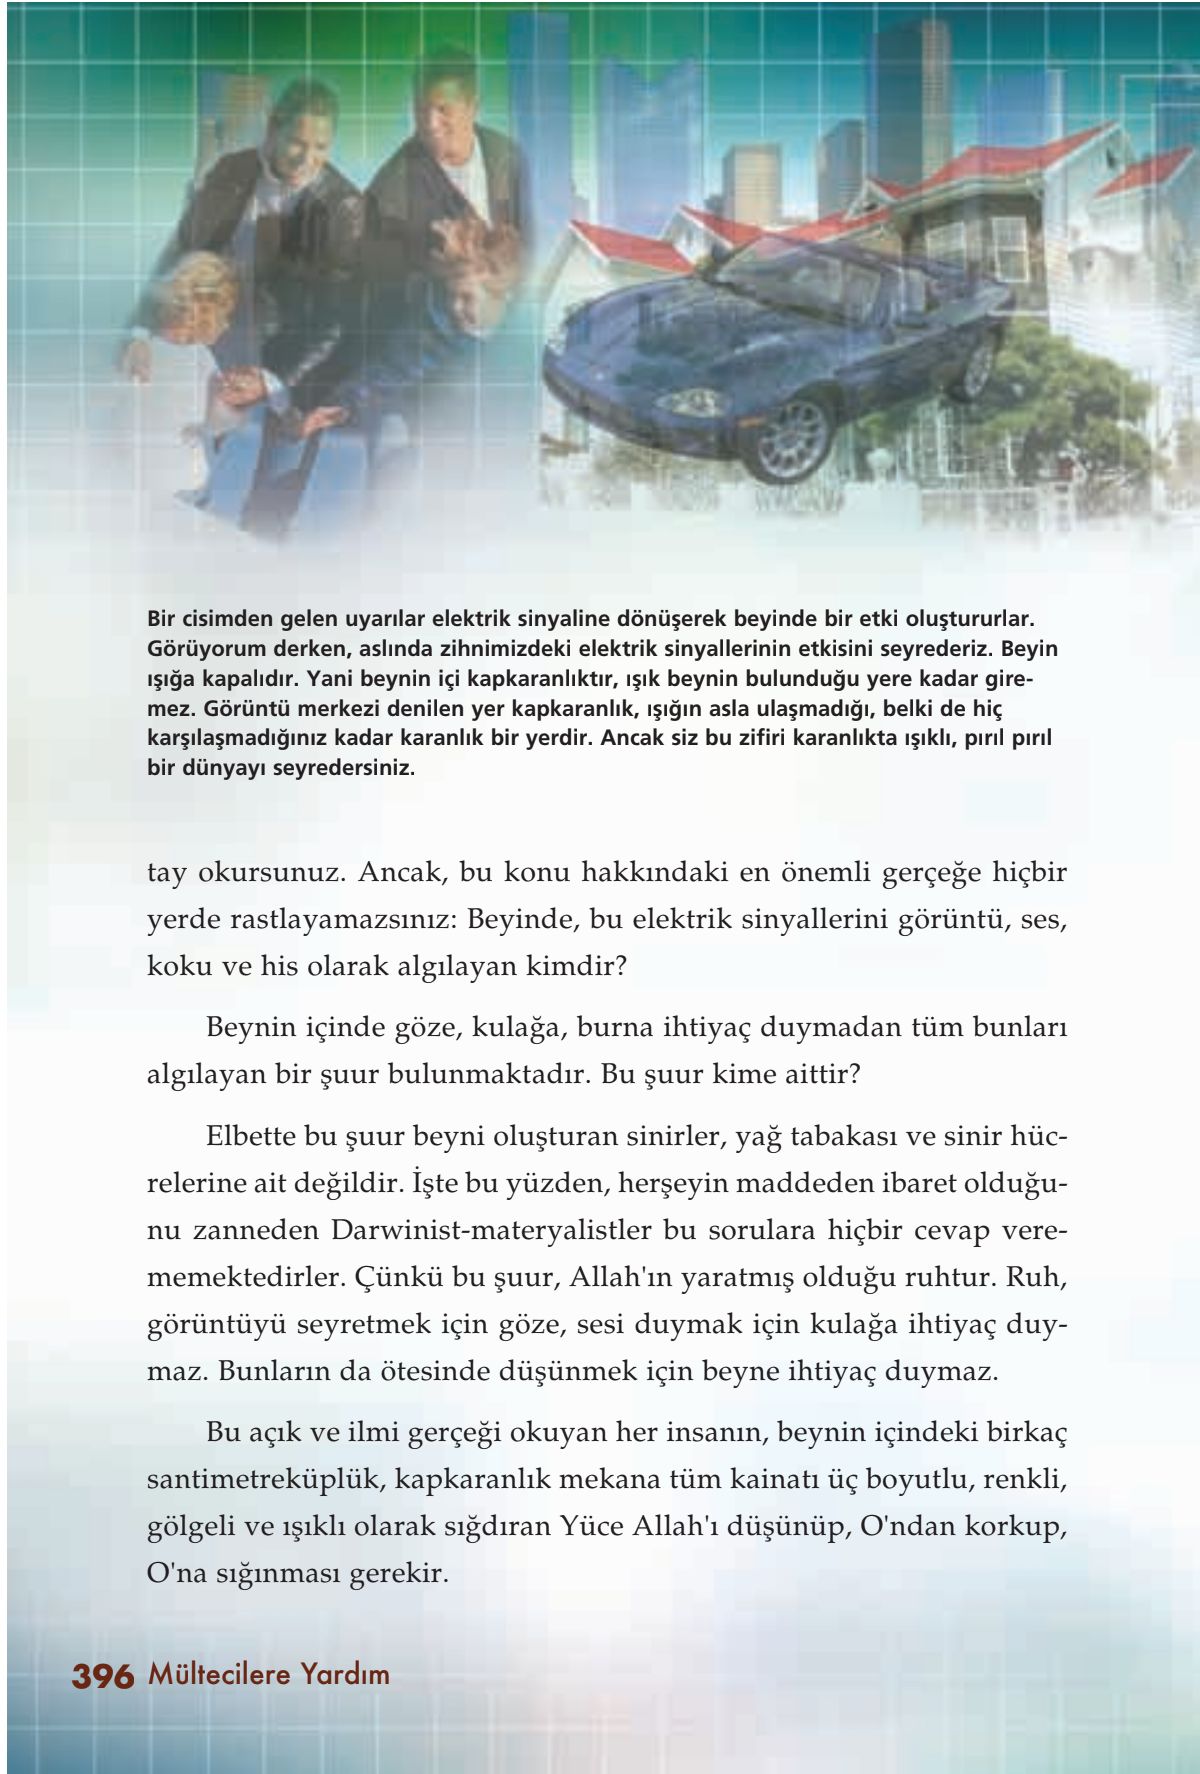 Bir cisimden gelen uyarılar elektrik sinyaline dönüşerek beyinde bir etki oluştururlar.
Görüyorum derken, aslında zihnimizdeki elektrik sinyallerinin etkisini seyrederiz. Beyin
ışığa kapalıdır. Yani beynin içi kapkaranlıktır, ışık beynin bulunduğu yere kadar gire-
mez. Görüntü merkezi denilen yer kapkaranlık, ışığın asla ulaşmadığı, belki de hiç
karşılaşmadığınız kadar karanlık bir yerdir. Ancak siz bu zifiri karanlıkta ışıklı, pırıl pırıl
bir dünyayı seyredersiniz.
tay okursunuz. Ancak, bu konu hakkındaki en önemli gerçeğe hiçbir
yerde rastlayamazsınız: Beyinde, bu elektrik sinyallerini görüntü, ses,
koku ve his olarak algılayan kimdir?
Beynin içinde göze, kulağa, burna ihtiyaç duymadan tüm bunları
algılayan bir şuur bulunmaktadır. Bu şuur kime aittir?
Elbette bu şuur beyni oluşturan sinirler, yağ tabakası ve sinir hüc-
relerine ait değildir. İşte bu yüzden, herşeyin maddeden ibaret olduğu-
nu zanneden Darwinist-materyalistler bu sorulara hiçbir cevap vere-
memektedirler. Çünkü bu şuur, Allah'ın yaratmış olduğu ruhtur. Ruh,
görüntüyü seyretmek için göze, sesi duymak için kulağa ihtiyaç duy-
maz. Bunların da ötesinde düşünmek için beyne ihtiyaç duymaz.
Bu açık ve ilmi gerçeği okuyan her insanın, beynin içindeki birkaç
santimetreküplük, kapkaranlık mekana tüm kainatı üç boyutlu, renkli,
gölgeli ve ışıklı olarak sığdıran Yüce Allah'ı düşünüp, O'ndan korkup,
O'na sığınması gerekir.
396 Mültecilere Yardım